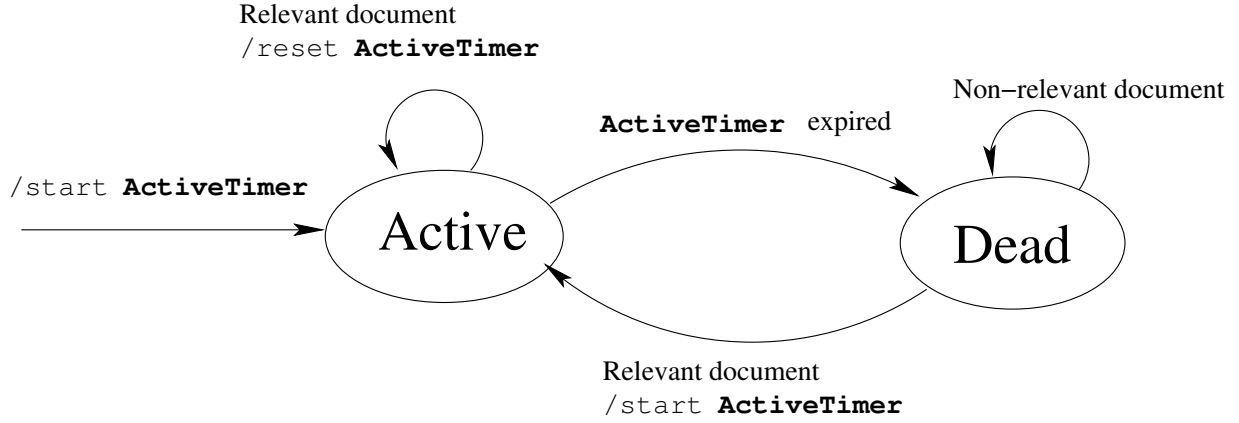 Relevant document
/reset ActiveTimer
Non−relevant document
ActiveTimer expired
/start ActiveTimer
Active
Dead
Relevant document
/start ActiveTimer